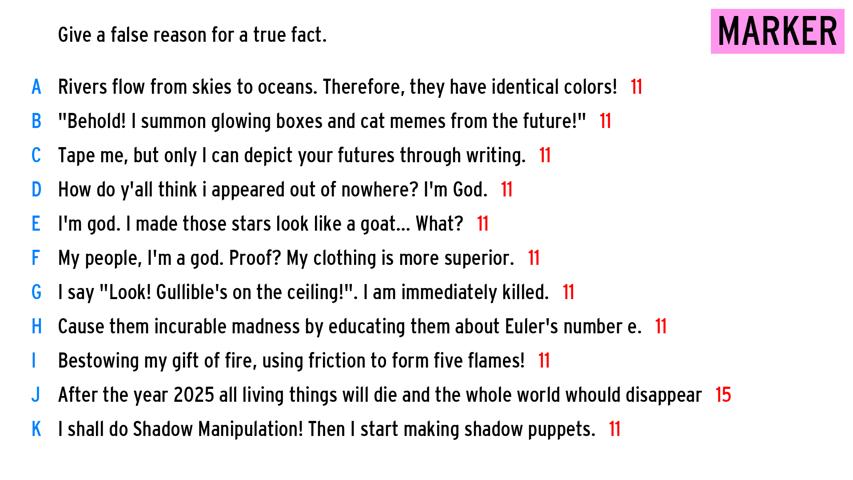 Give a false reason for a true fact.
MARKER
A Rivers flow from skies to oceans. Therefore, they have identical colors! 11
B "Behold! I summon glowing boxes and cat memes from the future!" 11
C Tape me, but only I can depict your futures through writing. 11
D How do y'all think i appeared out of nowhere? I'm God. 11
E I'm god. I made those stars look like a goat... What? 11
F My people, I'm a god. Proof? My clothing is more superior. 11
G I say "Look! Gullible's on the ceiling!". I am immediately killed. 11
H Cause them incurable madness by educating them about Euler's number e. 11
I Bestowing my gift of fire, using friction to form five flames! 11
J After the year 2025 all living things will die and the whole world whould disappear 15
K I shall do Shadow Manipulation! Then I start making shadow puppets. 11